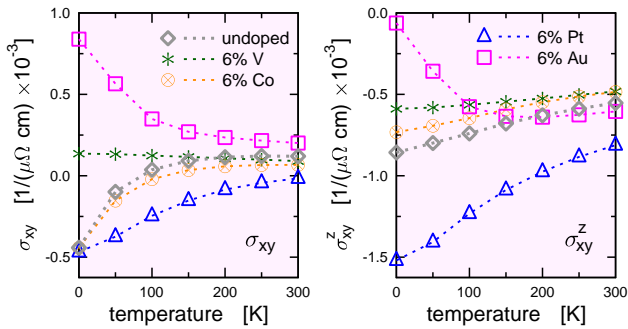 1.0
0.5
0.0
-0.5
σxy [1/(μΩ cm) ×10⁻³]
undoped
6% V
6% Co
σxy
0 100 200 300
temperature [K]
0.0
-0.5
-1.0
-1.5
σᶻxy [1/(μΩ cm) ×10⁻³]
6% Pt
6% Au
σᶻxy
0 100 200 300
temperature [K]